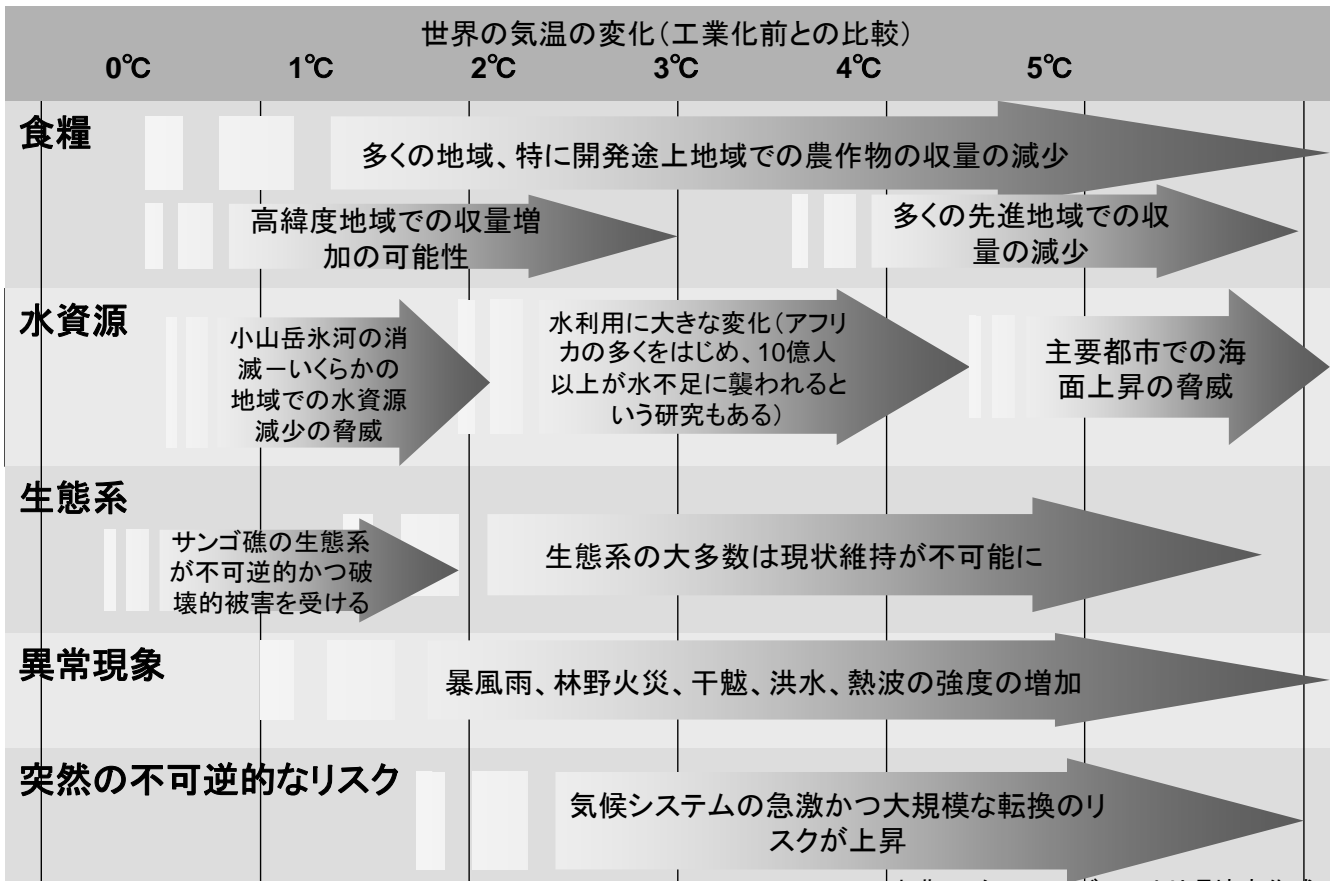 世界の気温の変化(工業化前との比較)
0℃ 1℃ 2℃ 3℃ 4℃ 5℃
食糧
多くの地域、特に開発途上地域での農作物の収量の減少
高緯度地域での収量増
加の可能性
多くの先進地域での収
量の減少
水資源
小山岳氷河の消
滅－いくらかの
地域での水資源
減少の脅威
水利用に大きな変化(アフリ
カの多くをはじめ、10億人
以上が水不足に襲われると
いう研究もある)
主要都市での海
面上昇の脅威
生態系
サンゴ礁の生態系
が不可逆的かつ破
壊的被害を受ける
生態系の大多数は現状維持が不可能に
異常現象
暴風雨、林野火災、干魃、洪水、熱波の強度の増加
突然の不可逆的なリスク
気候システムの急激かつ大規模な転換のリ
スクが上昇